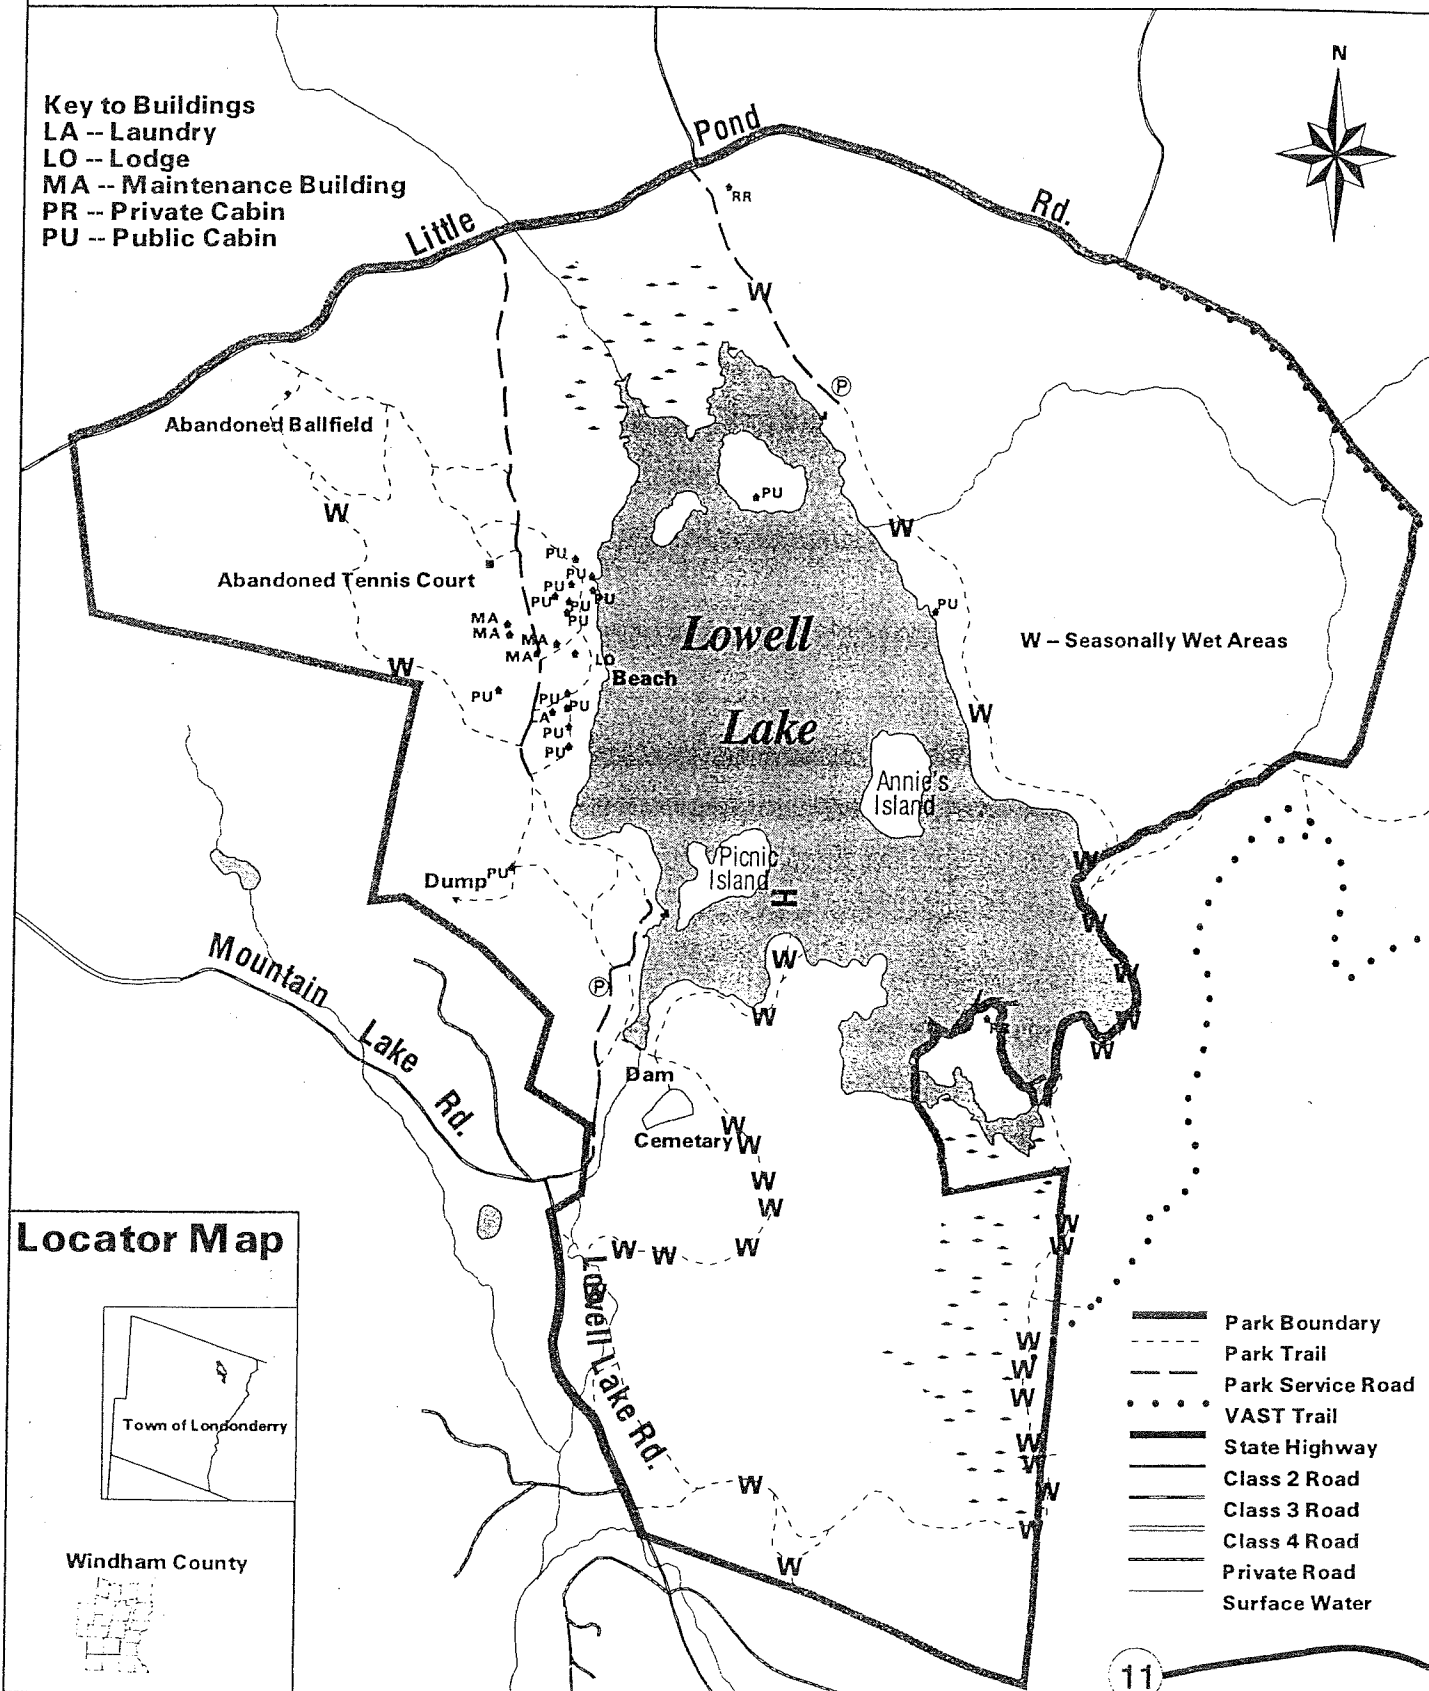 N
Key to Buildings
LA -- Laundry
LO -- Lodge
MA -- Maintenance Building
PR -- Private Cabin
PU -- Public Cabin
Little
Pond
Rd.
RR
W
P
Abandoned Ballfield
PU
W
W
Abandoned Tennis Court
PU
PU
PU
PU
PU
PU
PU
PU
MA
MA
MA
MA
LO
Beach
Lowell
Lake
W – Seasonally Wet Areas
W
W
PU
PU
PU
LA
PU
PU
Annie's
Island
Picnic
Island
H
W
W
W
W
W
Dump
PU
Mountain
Lake
Rd.
P
W
W
PR
Dam
Cemetary
W
W
W
W
W
W
W
W
W
Lowell Lake Rd.
W
W
W
W
W
W
W
W
W
W
Locator Map
Town of Londonderry
Windham County
Park Boundary
Park Trail
Park Service Road
VAST Trail
State Highway
Class 2 Road
Class 3 Road
Class 4 Road
Private Road
Surface Water
11